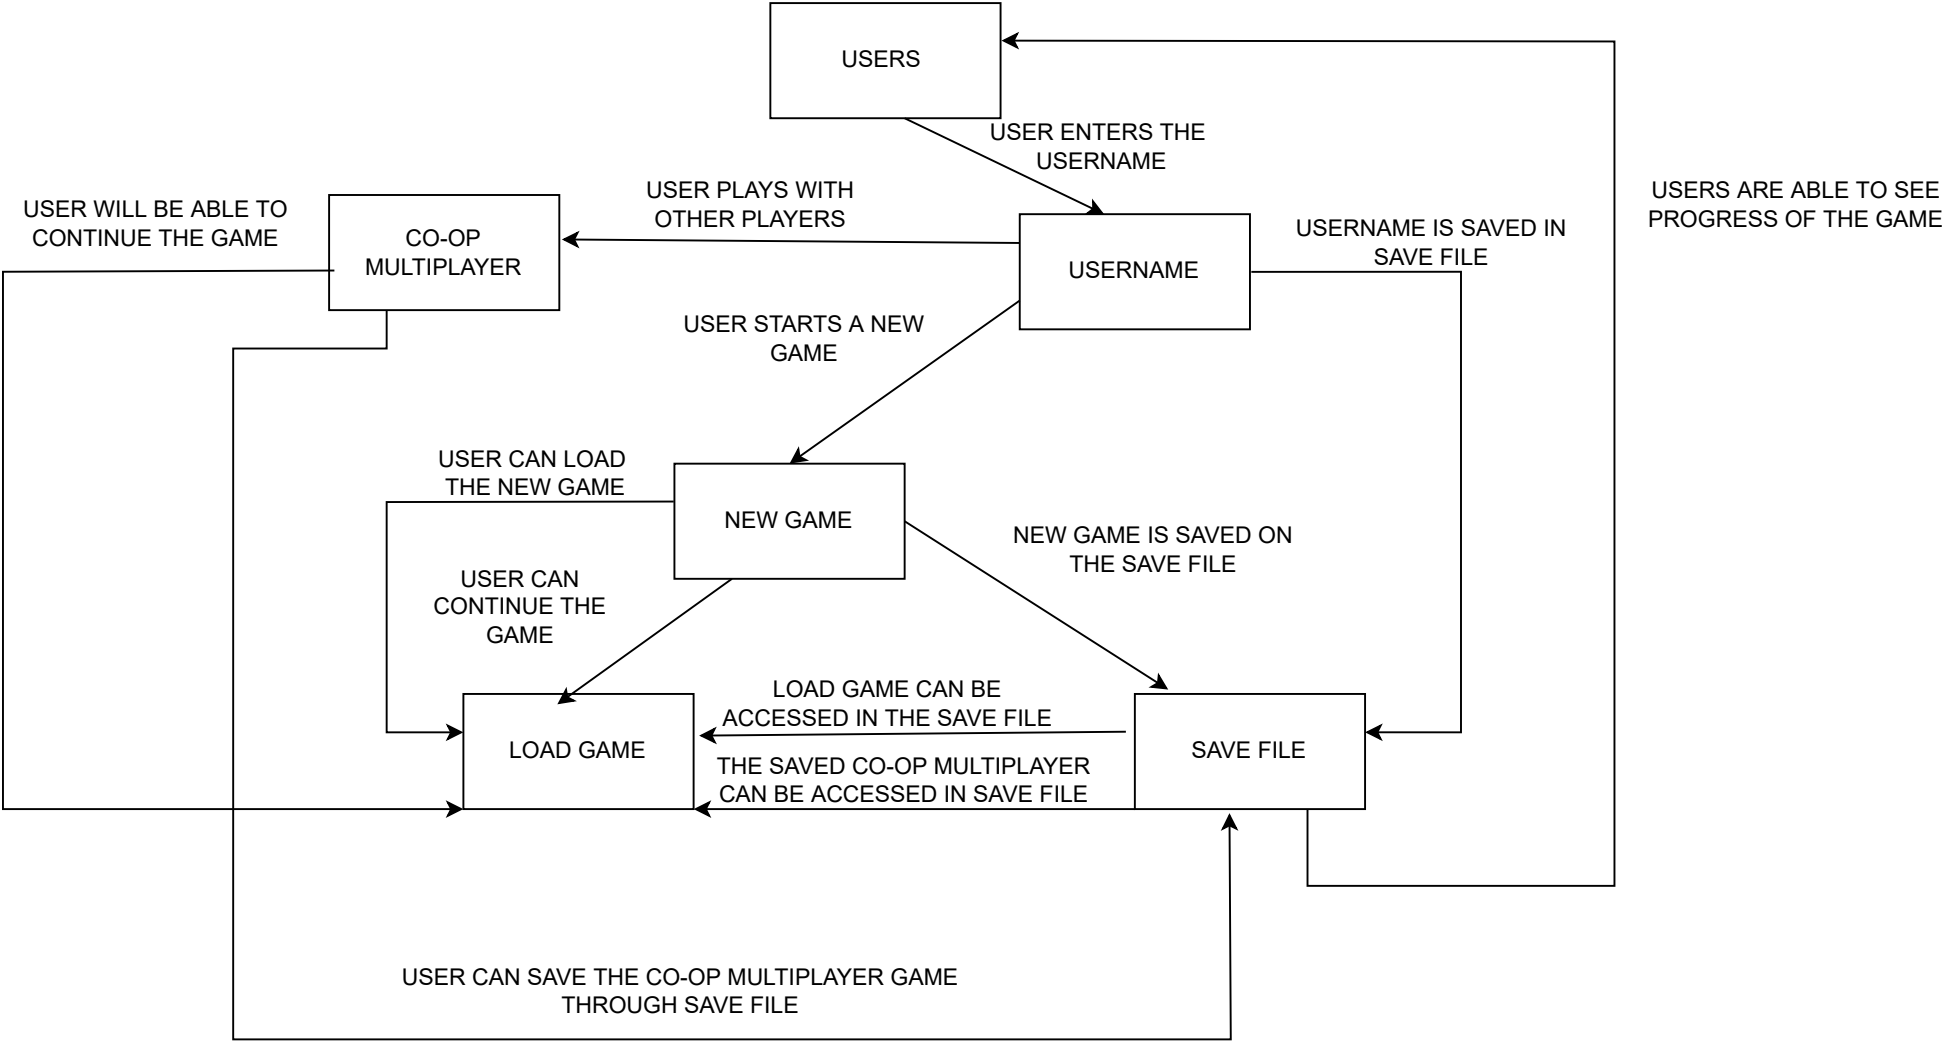 USERS
USER ENTERS THE
USERNAME
USER PLAYS WITH
OTHER PLAYERS
USERS ARE ABLE TO SEE
PROGRESS OF THE GAME
USER WILL BE ABLE TO
CONTINUE THE GAME
CO-OP
MULTIPLAYER
USERNAME IS SAVED IN
SAVE FILE
USERNAME
USER STARTS A NEW
GAME
USER CAN LOAD
THE NEW GAME
NEW GAME
NEW GAME IS SAVED ON
THE SAVE FILE
USER CAN
CONTINUE THE
GAME
LOAD GAME CAN BE
ACCESSED IN THE SAVE FILE
LOAD GAME
SAVE FILE
THE SAVED CO-OP MULTIPLAYER
CAN BE ACCESSED IN SAVE FILE
USER CAN SAVE THE CO-OP MULTIPLAYER GAME
THROUGH SAVE FILE